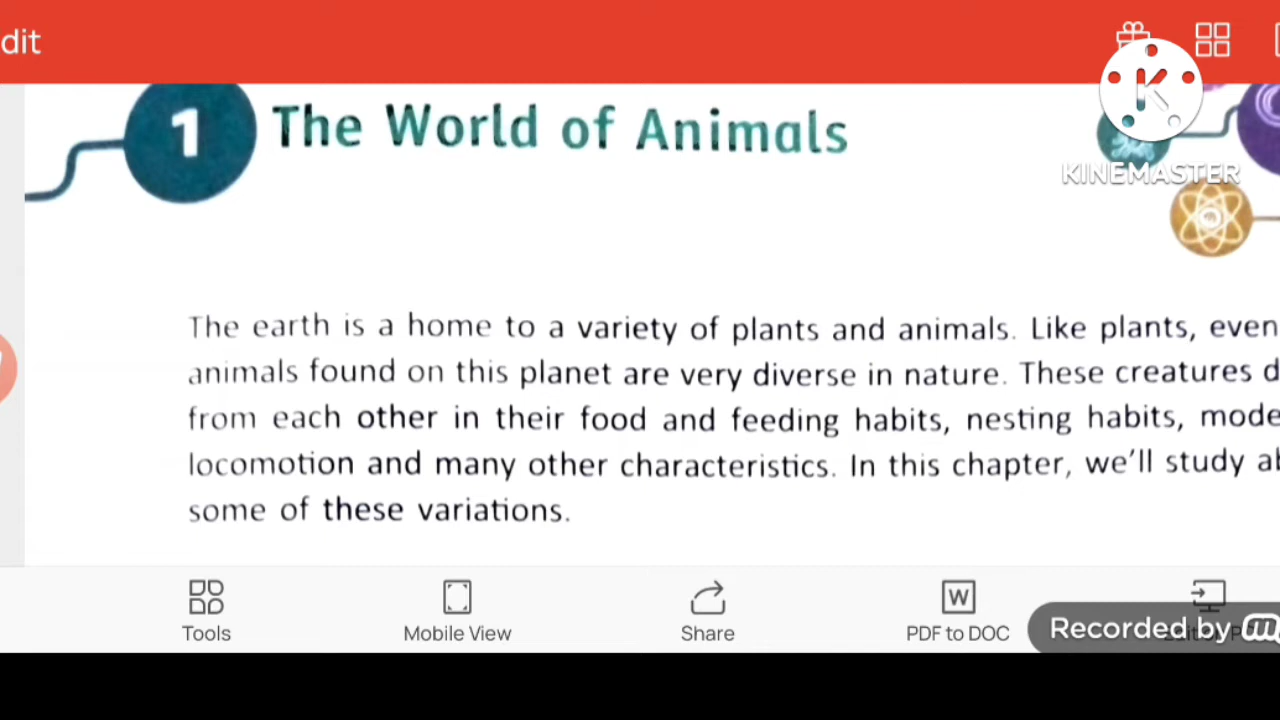 dit
1 The World of Animals
KINEMASTER
The earth is a home to a variety of plants and animals. Like plants, even
animals found on this planet are very diverse in nature. These creatures d
from each other in their food and feeding habits, nesting habits, mode
locomotion and many other characteristics. In this chapter, we'll study ab
some of these variations.
Tools
Mobile View
Share
W
PDF to DOC
Recorded by